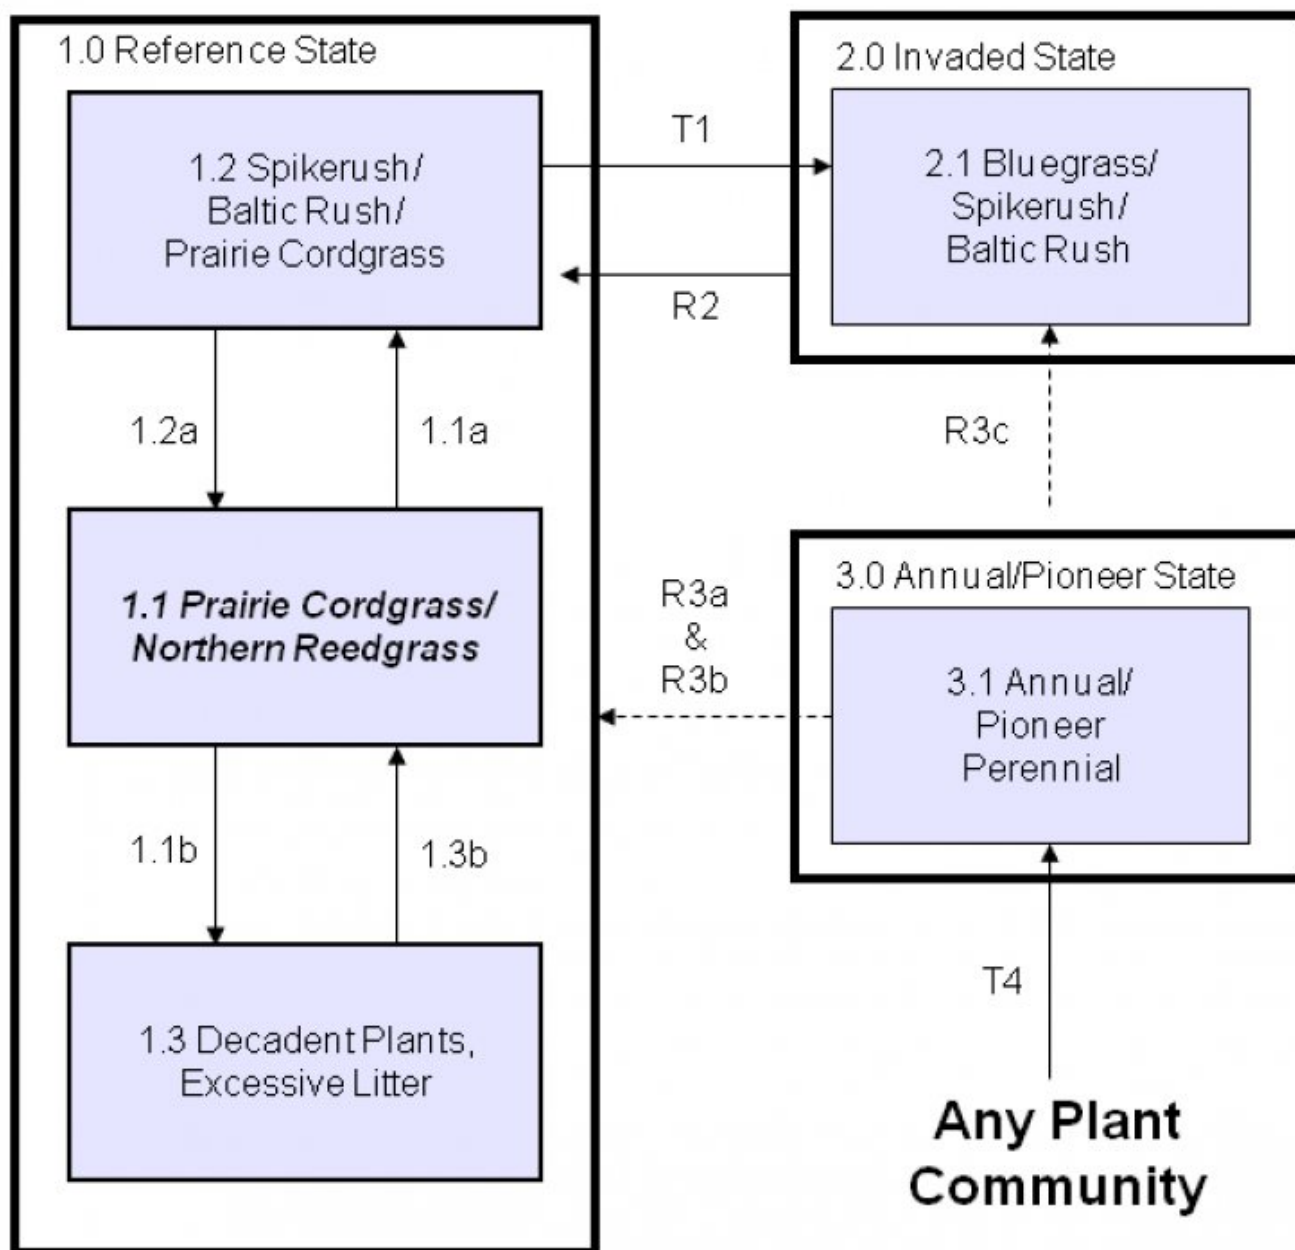 1.0 Reference State
1.2 Spikerush/
Baltic Rush/
Prairie Cordgrass
1.2a
1.1a
1.1 Prairie Cordgrass/
Northern Reedgrass
1.1b
1.3b
1.3 Decadent Plants,
Excessive Litter
T1
R2
2.0 Invaded State
2.1 Bluegrass/
Spikerush/
Baltic Rush
R3c
R3a
&
R3b
3.0 Annual/Pioneer State
3.1 Annual/
Pioneer
Perennial
T4
Any Plant
Community